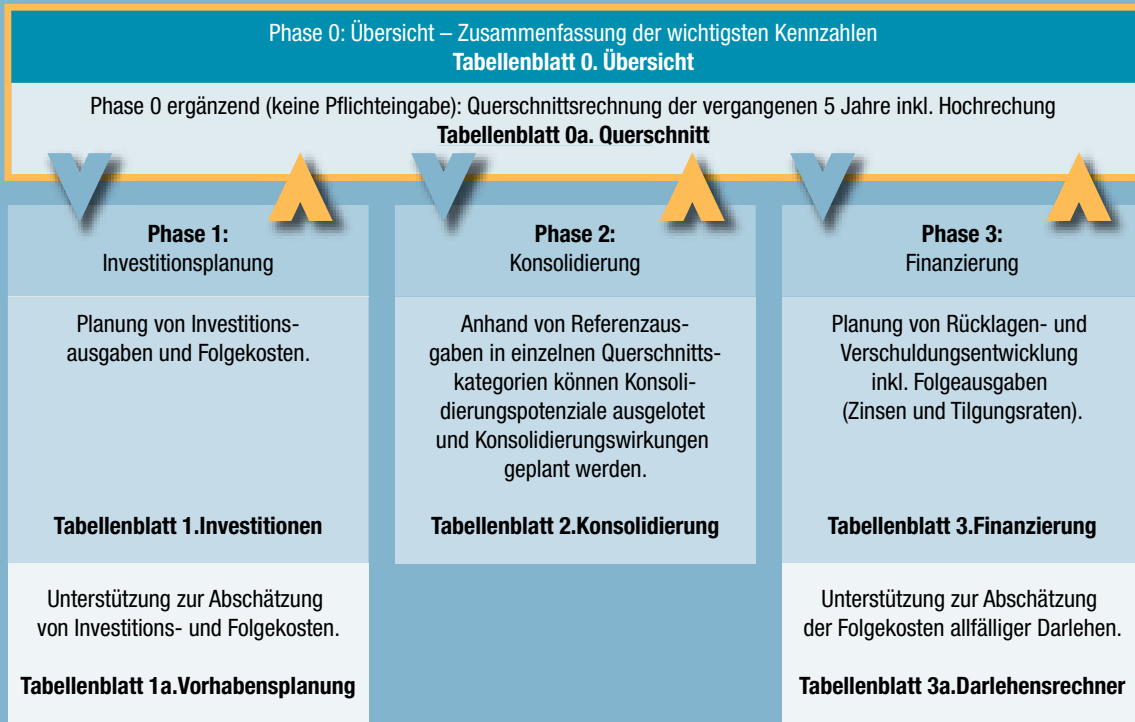 Phase 0: Übersicht – Zusammenfassung der wichtigsten Kennzahlen
Tabellenblatt 0. Übersicht
Phase 0 ergänzend (keine Pflichteingabe): Querschnittsrechnung der vergangenen 5 Jahre inkl. Hochrechung
Tabellenblatt 0a. Querschnitt
Phase 1:
Investitionsplanung
Planung von Investitions-
ausgaben und Folgekosten.
Tabellenblatt 1.Investitionen
Unterstützung zur Abschätzung
von Investitions- und Folgekosten.
Tabellenblatt 1a.Vorhabensplanung
Phase 2:
Konsolidierung
Anhand von Referenzaus-
gaben in einzelnen Querschnitts-
kategorien können Konsoli-
dierungspotenziale ausgelotet
und Konsolidierungswirkungen
geplant werden.
Tabellenblatt 2.Konsolidierung
Phase 3:
Finanzierung
Planung von Rücklagen- und
Verschuldungsentwicklung
inkl. Folgeausgaben
(Zinsen und Tilgungsraten).
Tabellenblatt 3.Finanzierung
Unterstützung zur Abschätzung
der Folgekosten allfälliger Darlehen.
Tabellenblatt 3a.Darlehensrechner